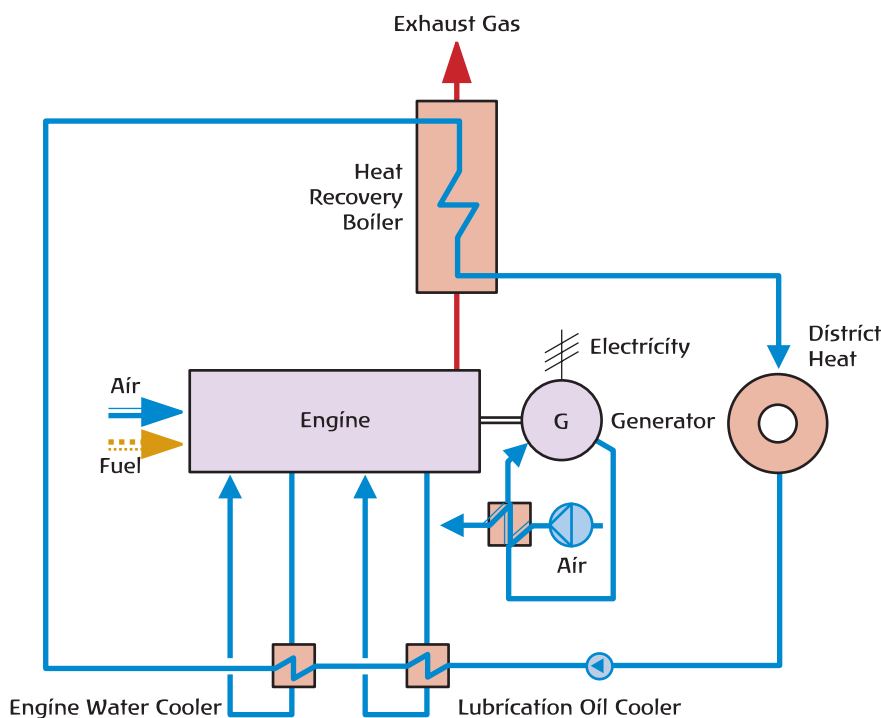 Exhaust Gas
Heat
Recovery
Boiler
Electricity
District
Heat
Air
Engine
G
Generator
Fuel
Air
Engine Water Cooler
Lubrication Oil Cooler